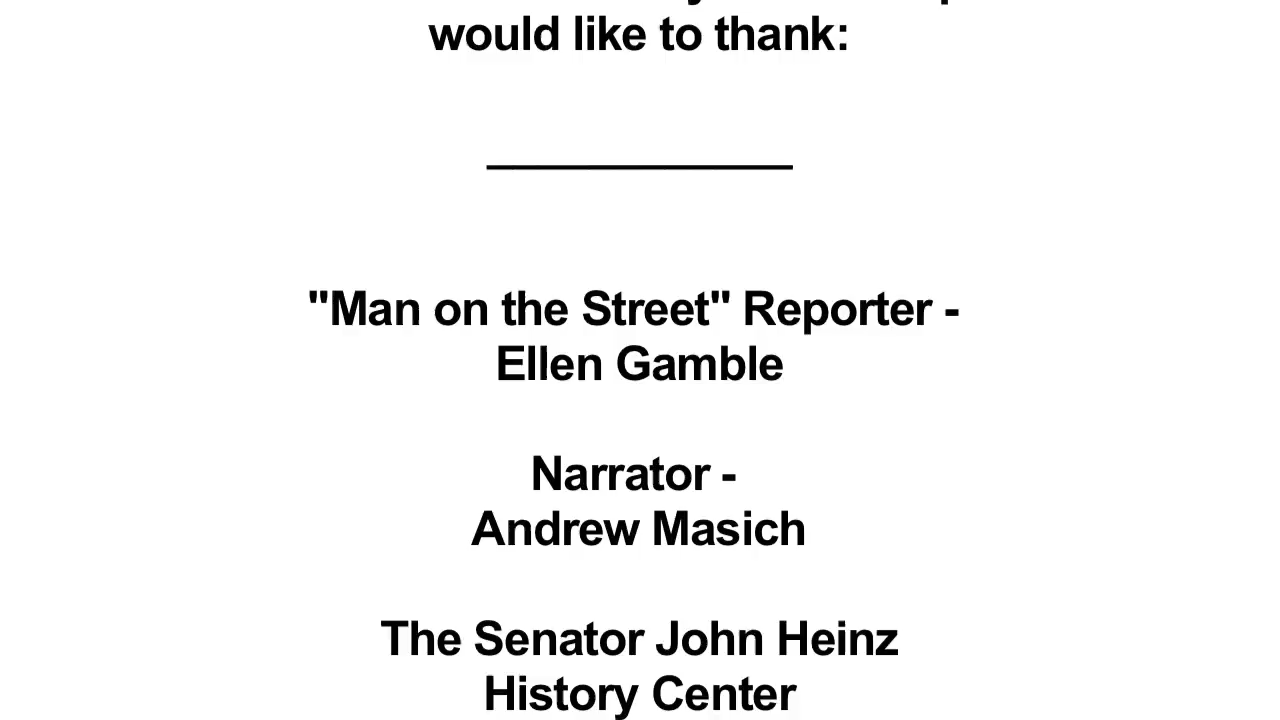 would like to thank:
"Man on the Street" Reporter -
Ellen Gamble
Narrator -
Andrew Masich
The Senator John Heinz
History Center